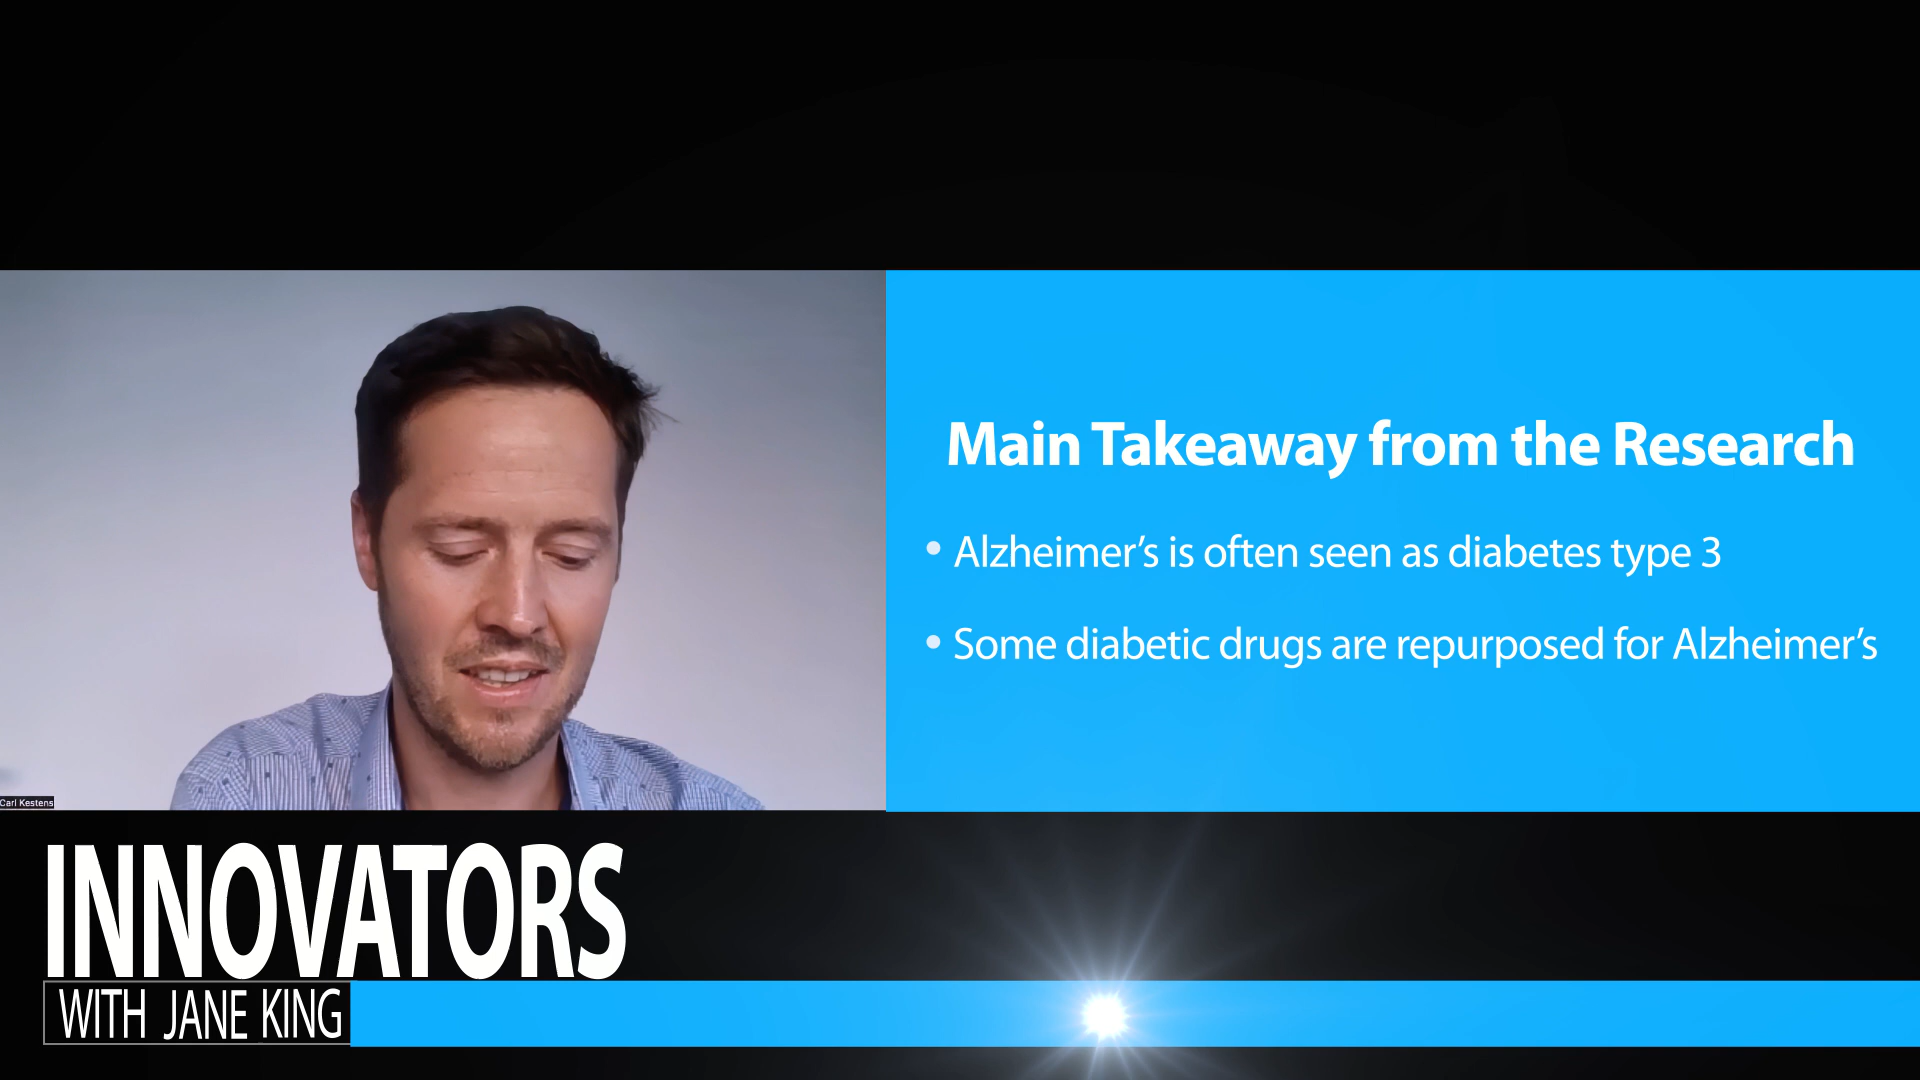 Main Takeaway from the Research
• Alzheimer’s is often seen as diabetes type 3
• Some diabetic drugs are repurposed for Alzheimer’s
Carl Kestens
INNOVATORS
WITH JANE KING